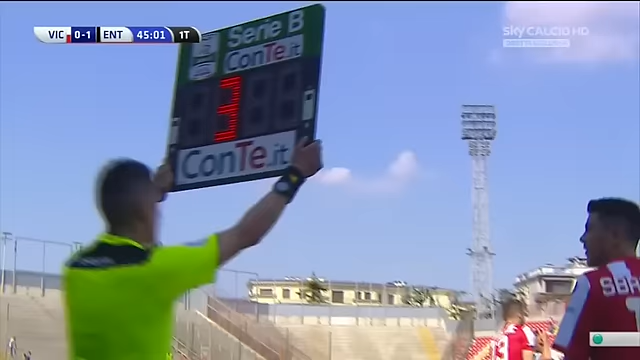 VIC 0-1 ENT 45:01 1T
SKY CALCIO HD
Serie B
ConTe.it
3
ConTe.it
SBR